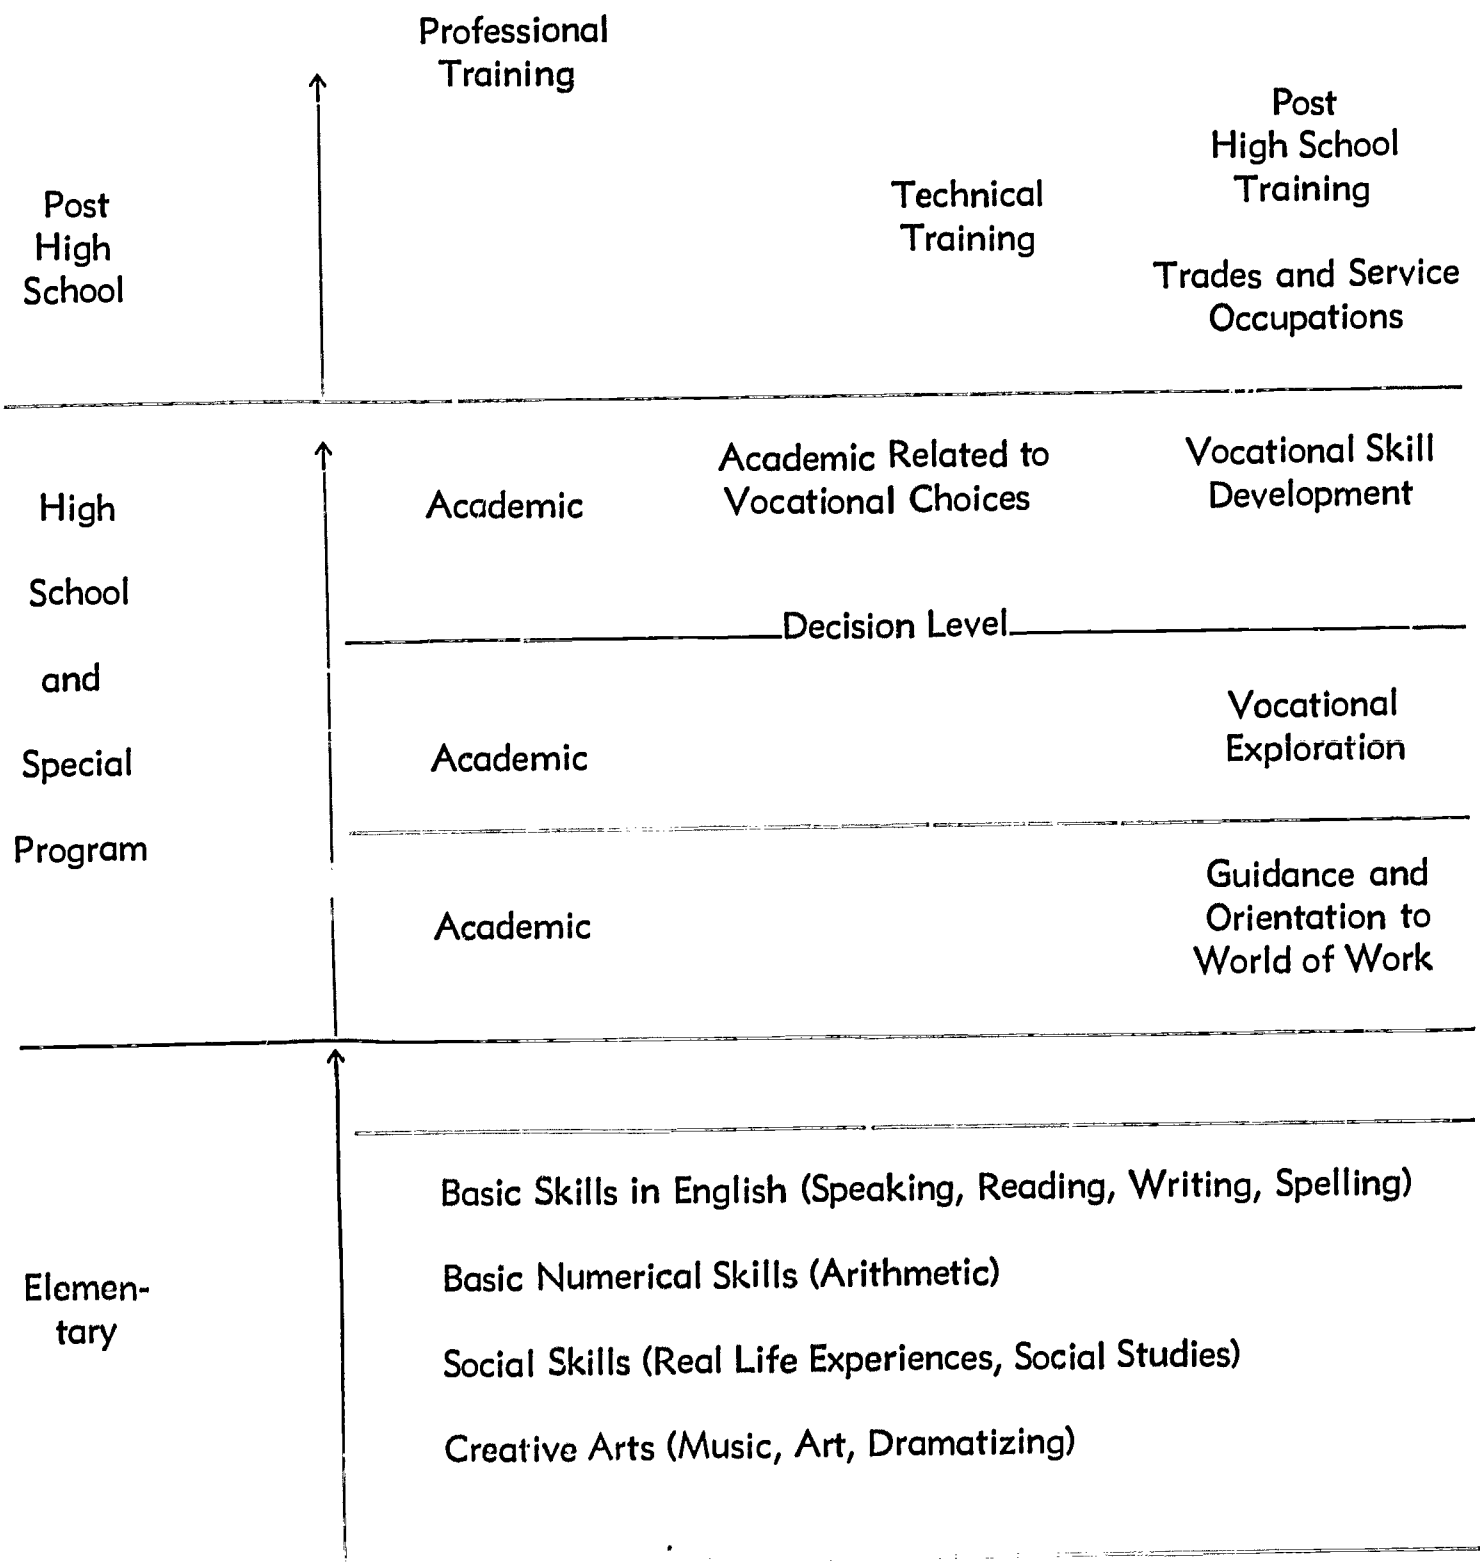 Professional
Training
Post
High School
Training
Technical
Training
Trades and Service
Occupations
Post
High
School
Academic
Academic Related to
Vocational Choices
Vocational Skill
Development
Decision Level
High
School
and
Special
Program
Academic
Vocational
Exploration
Academic
Guidance and
Orientation to
World of Work
Elemen-
tary
Basic Skills in English (Speaking, Reading, Writing, Spelling)
Basic Numerical Skills (Arithmetic)
Social Skills (Real Life Experiences, Social Studies)
Creative Arts (Music, Art, Dramatizing)